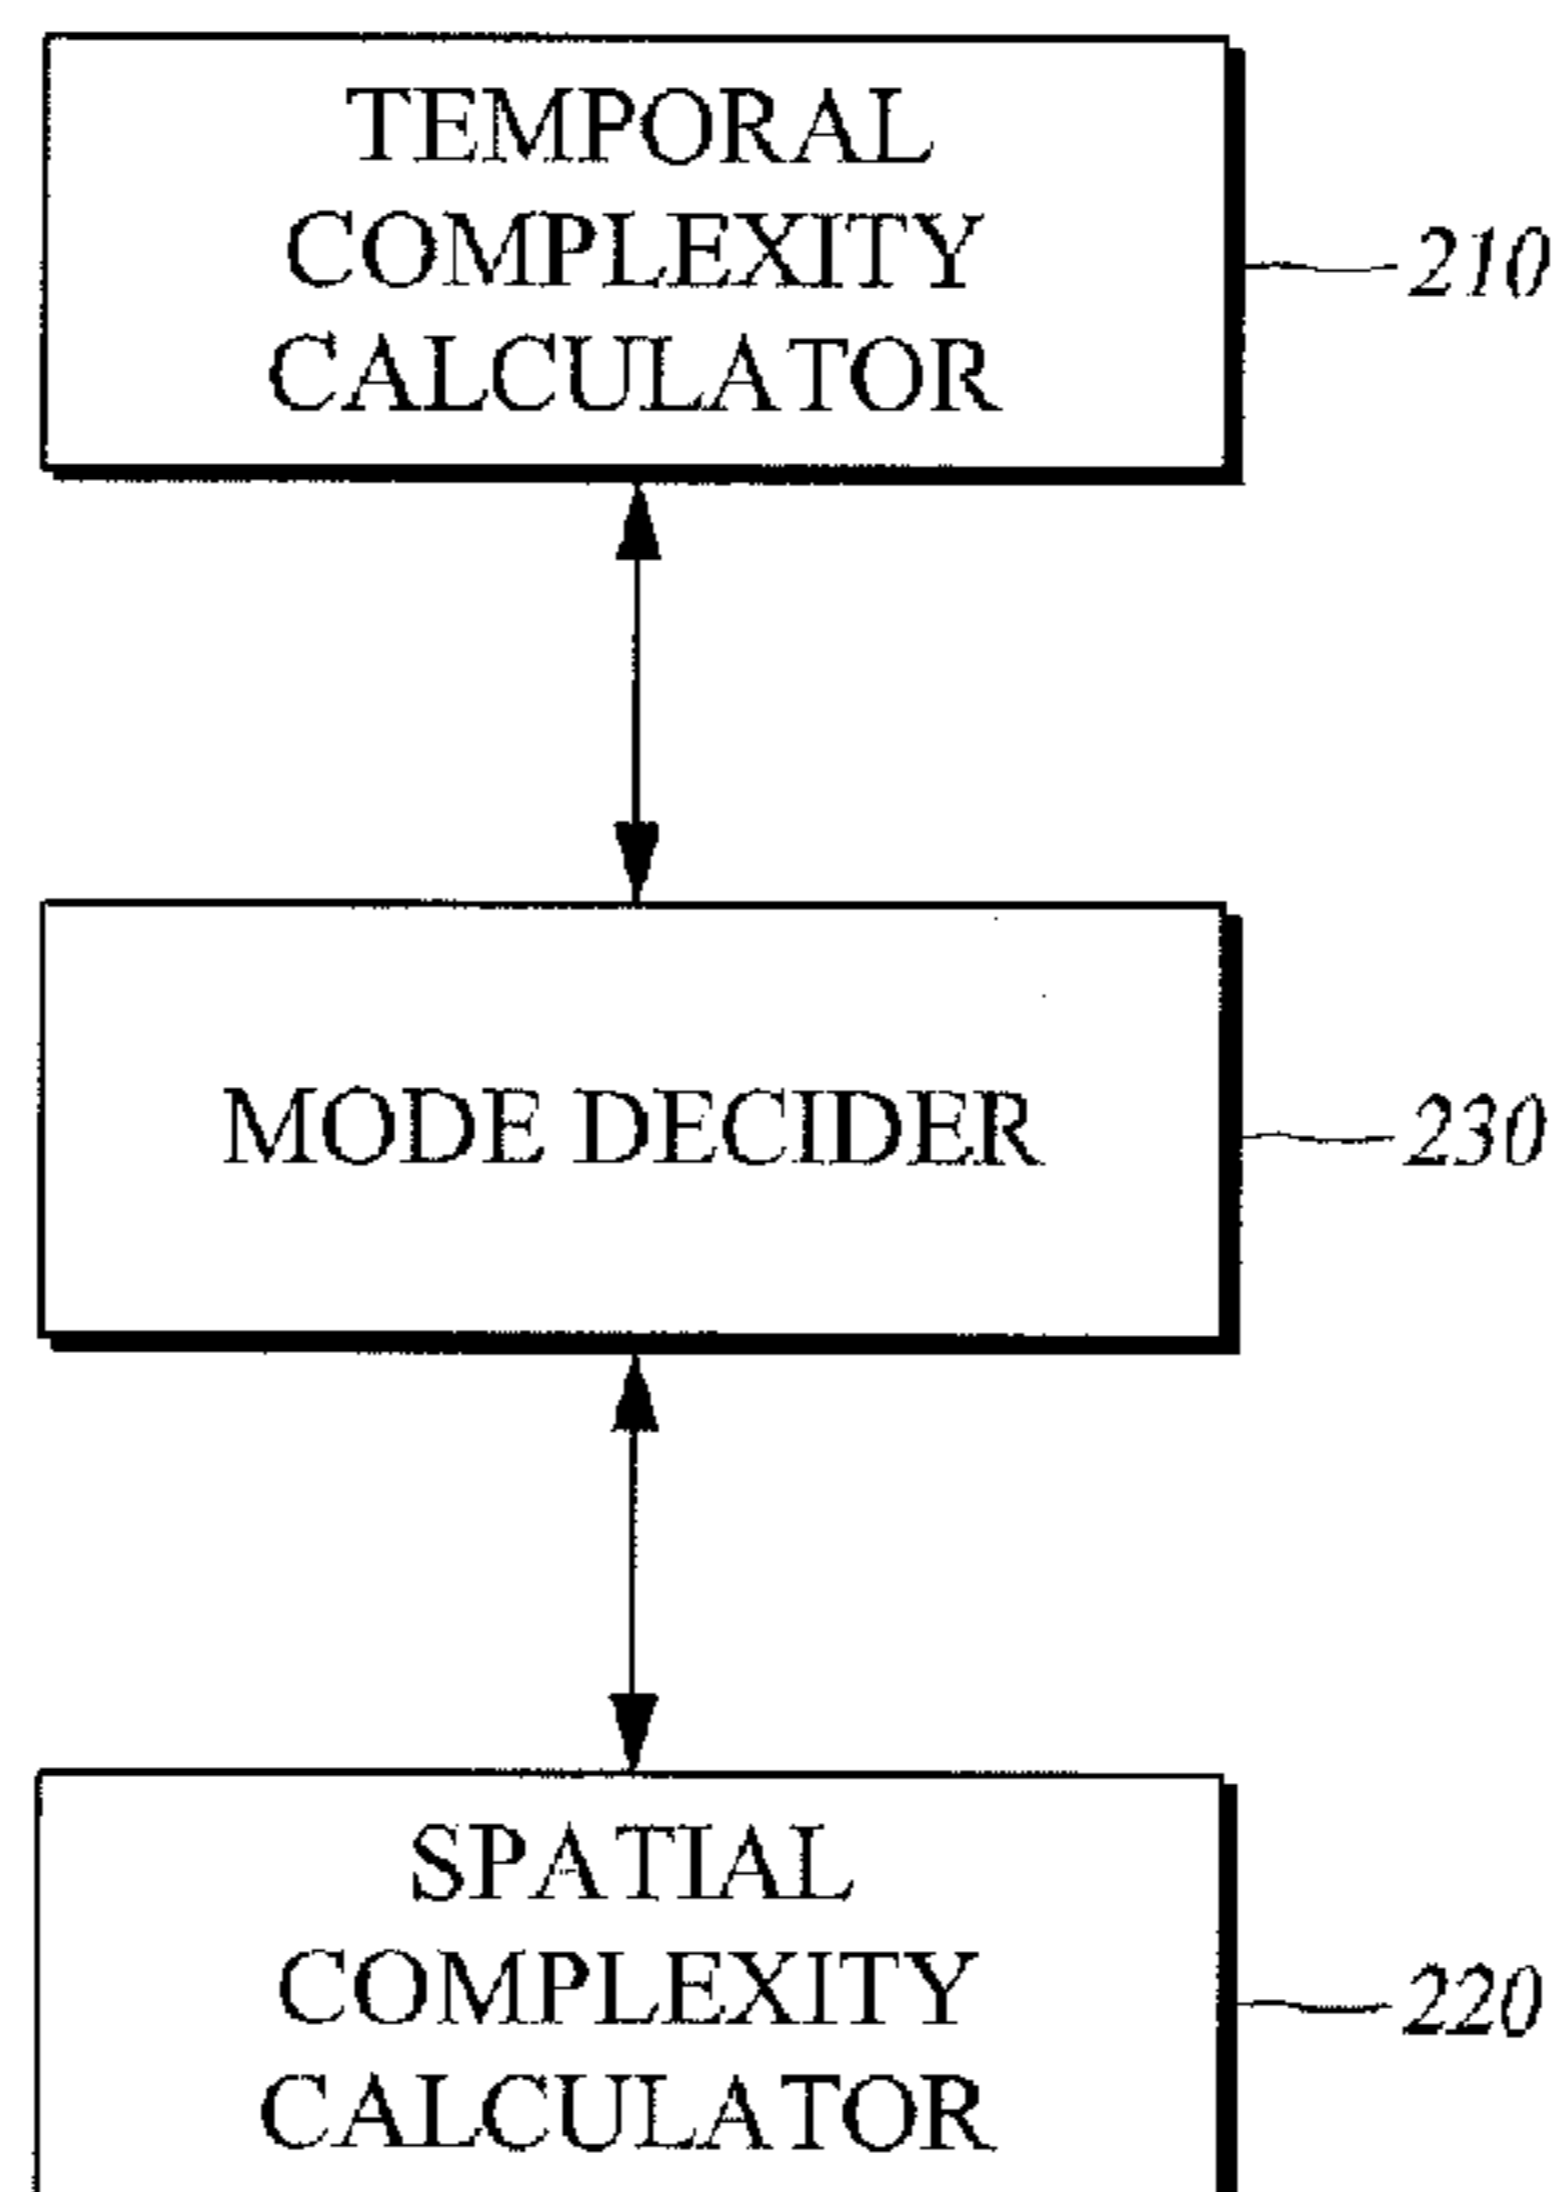 TEMPORAL
COMPLEXITY
CALCULATOR
210
MODE DECIDER
230
SPATIAL
COMPLEXITY
CALCULATOR
220